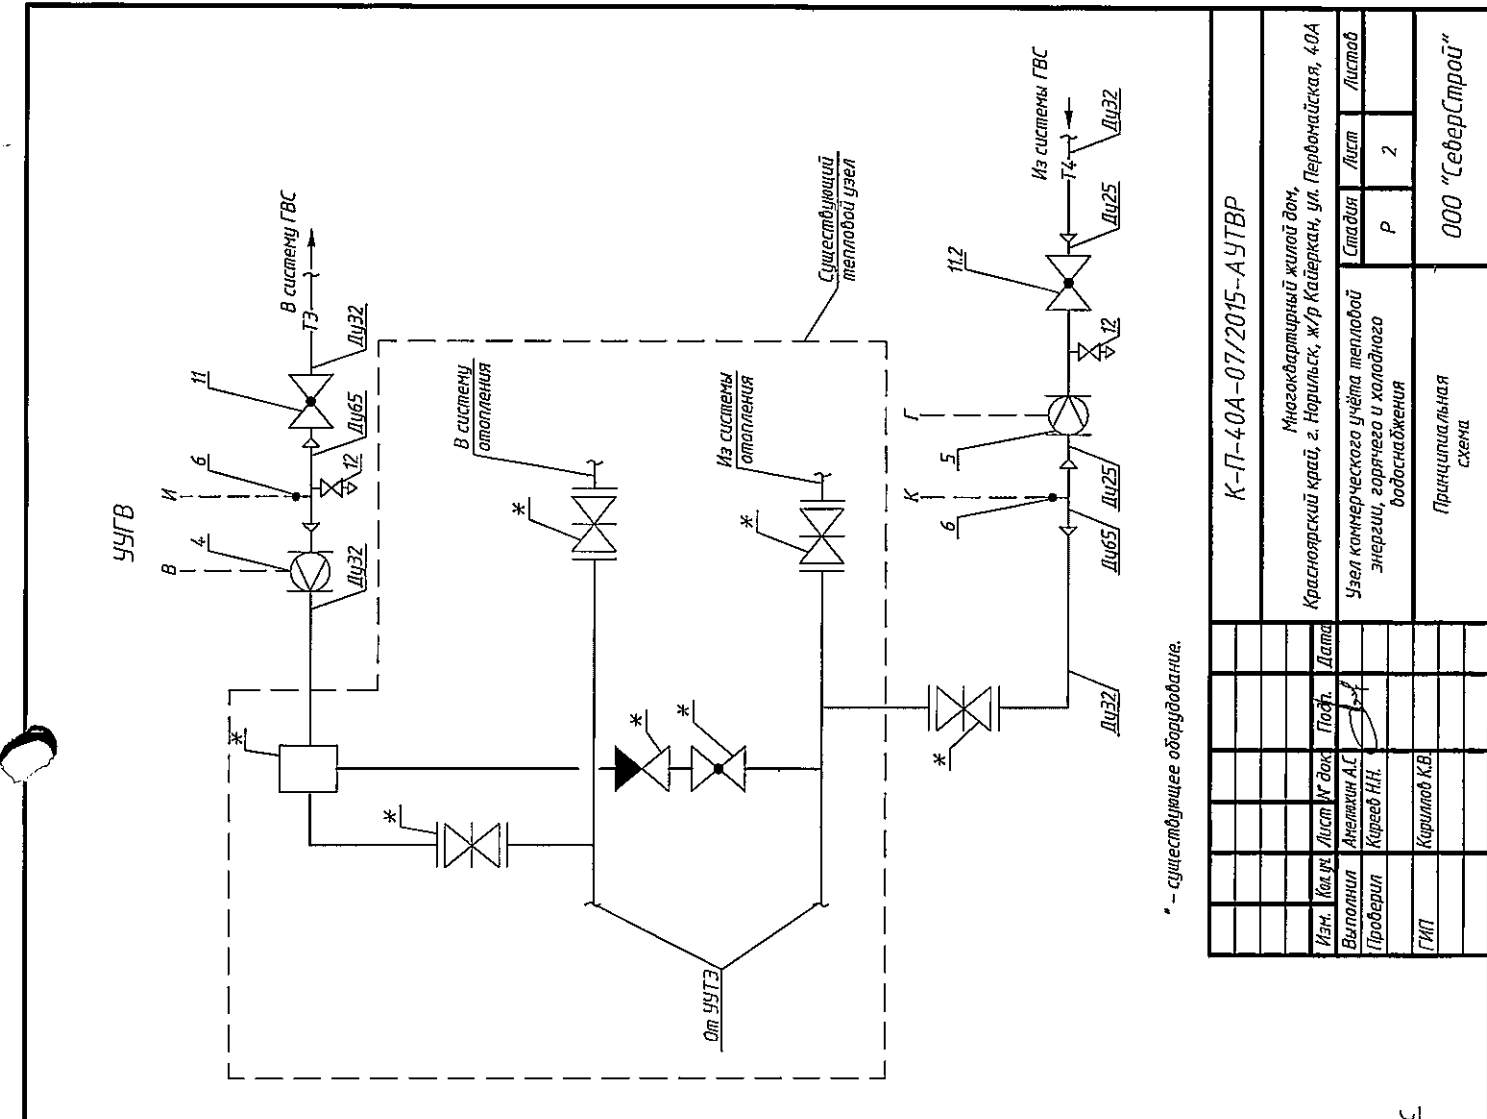 УУГВ
В
4
И
6
11
В систему ГВС
Т3
Ду32
Ду65
12
Ду32
*
*
*
*
*
*
*
В систему
отопления
Из системы
отопления
Существующий
тепловой узел
От УУТЭ
Из системы ГВС
Т4
Ду32
Ду25
11.2
12
Г
5
К
6
Ду25
Ду65
Ду32
* – существующее оборудование.
К-П-40А-07/2015-АУТВР
Многоквартирный жилой дом,
Красноярский край, г. Норильск, ж/р Кайеркан, ул. Первомайская, 40А
Изм. Кол.уч Лист № док. Подп. Дата
Выполнил Амелюхин А.С
Проверил Киреев Н.Н.
ГИП Кириллов К.В.
Узел коммерческого учёта тепловой
энергии, горячего и холодного
водоснабжения
Стадия Лист Листов
Р 2
Принципиальная
схема
ООО "СеверСтрой"